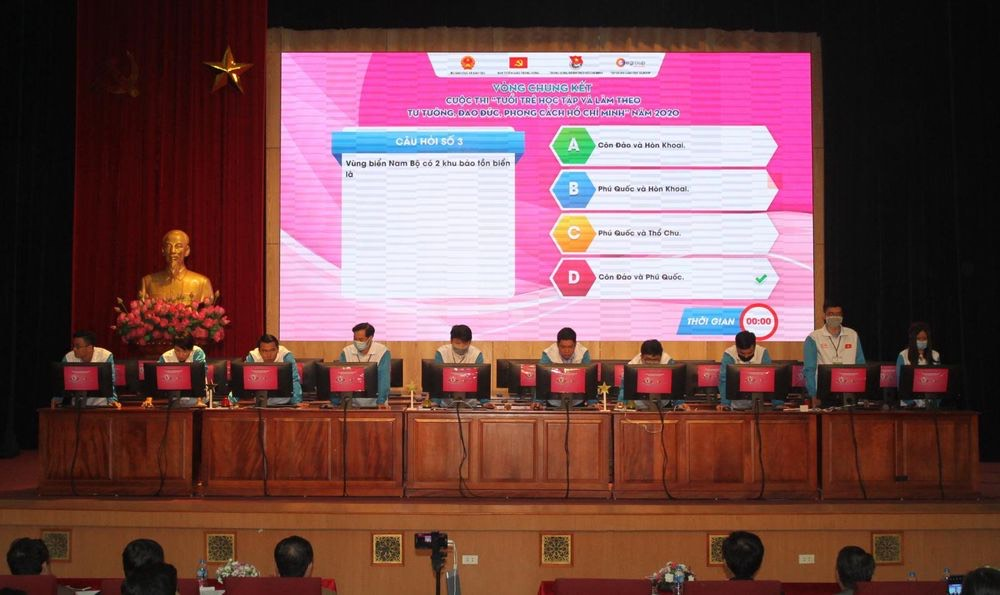 egroup
VÒNG CHUNG KẾT
CUỘC THI "TUỔI TRẺ HỌC TẬP VÀ LÀM THEO
TƯ TƯỞNG, ĐẠO ĐỨC, PHONG CÁCH HỒ CHÍ MINH" NĂM 2020
CÂU HỎI SỐ 3
Vùng biển Nam Bộ có 2 khu bảo tồn biển
là
A Côn Đảo và Hòn Khoai.
B Phú Quốc và Hòn Khoai.
C Phú Quốc và Thổ Chu.
D Côn Đảo và Phú Quốc.
THỜI GIAN 00:00